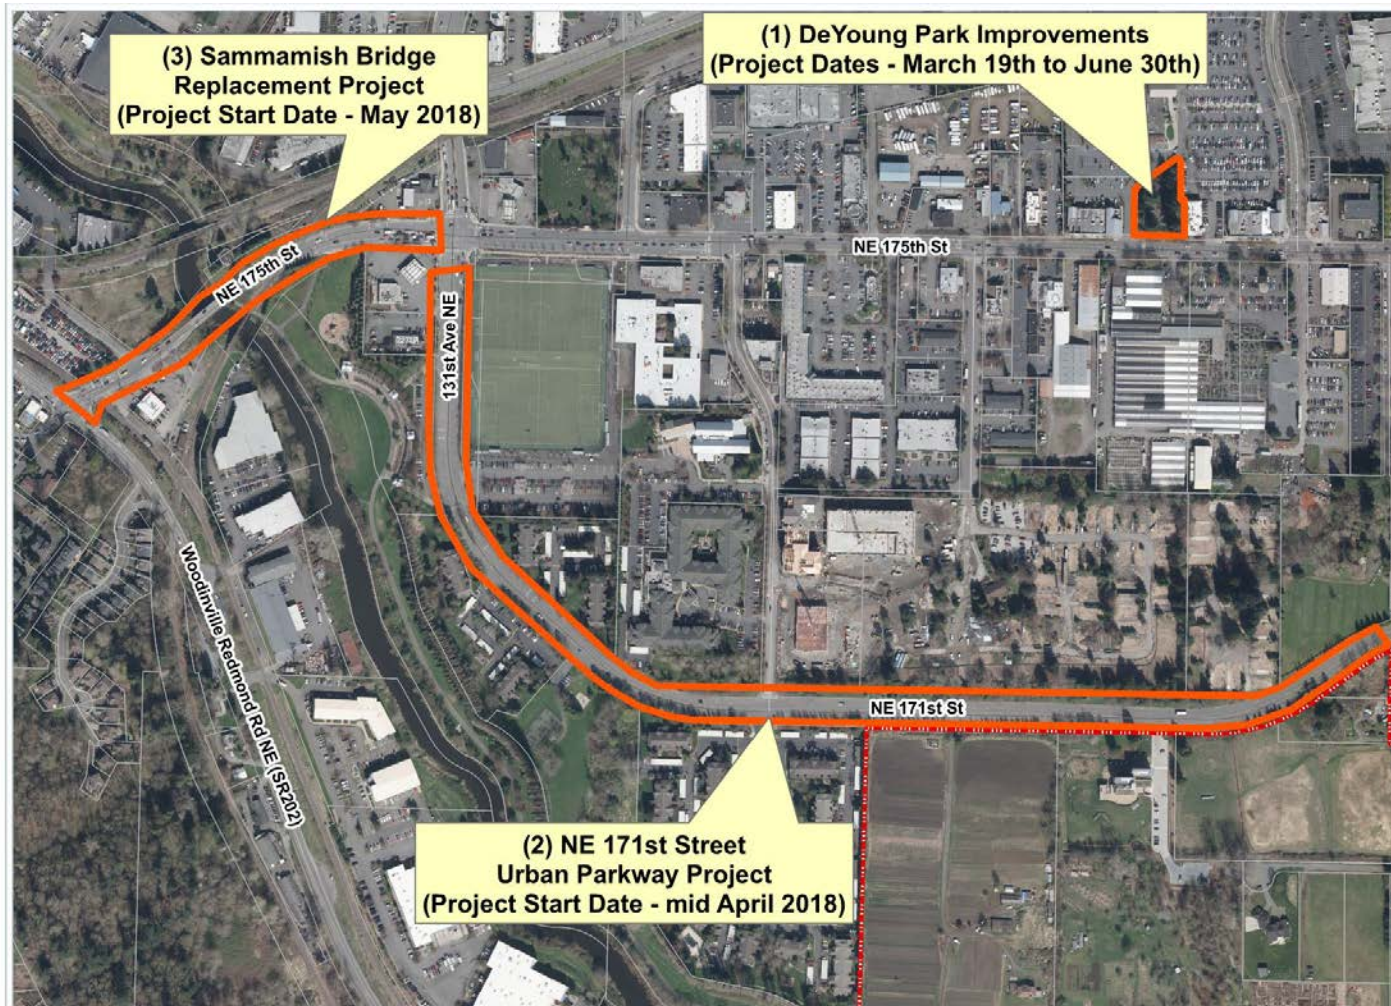 (3) Sammamish Bridge
Replacement Project
(Project Start Date - May 2018)
(1) DeYoung Park Improvements
(Project Dates - March 19th to June 30th)
NE 175th St
NE 175th St
131st Ave NE
Woodinville Redmond Rd NE (SR202)
NE 171st St
(2) NE 171st Street
Urban Parkway Project
(Project Start Date - mid April 2018)